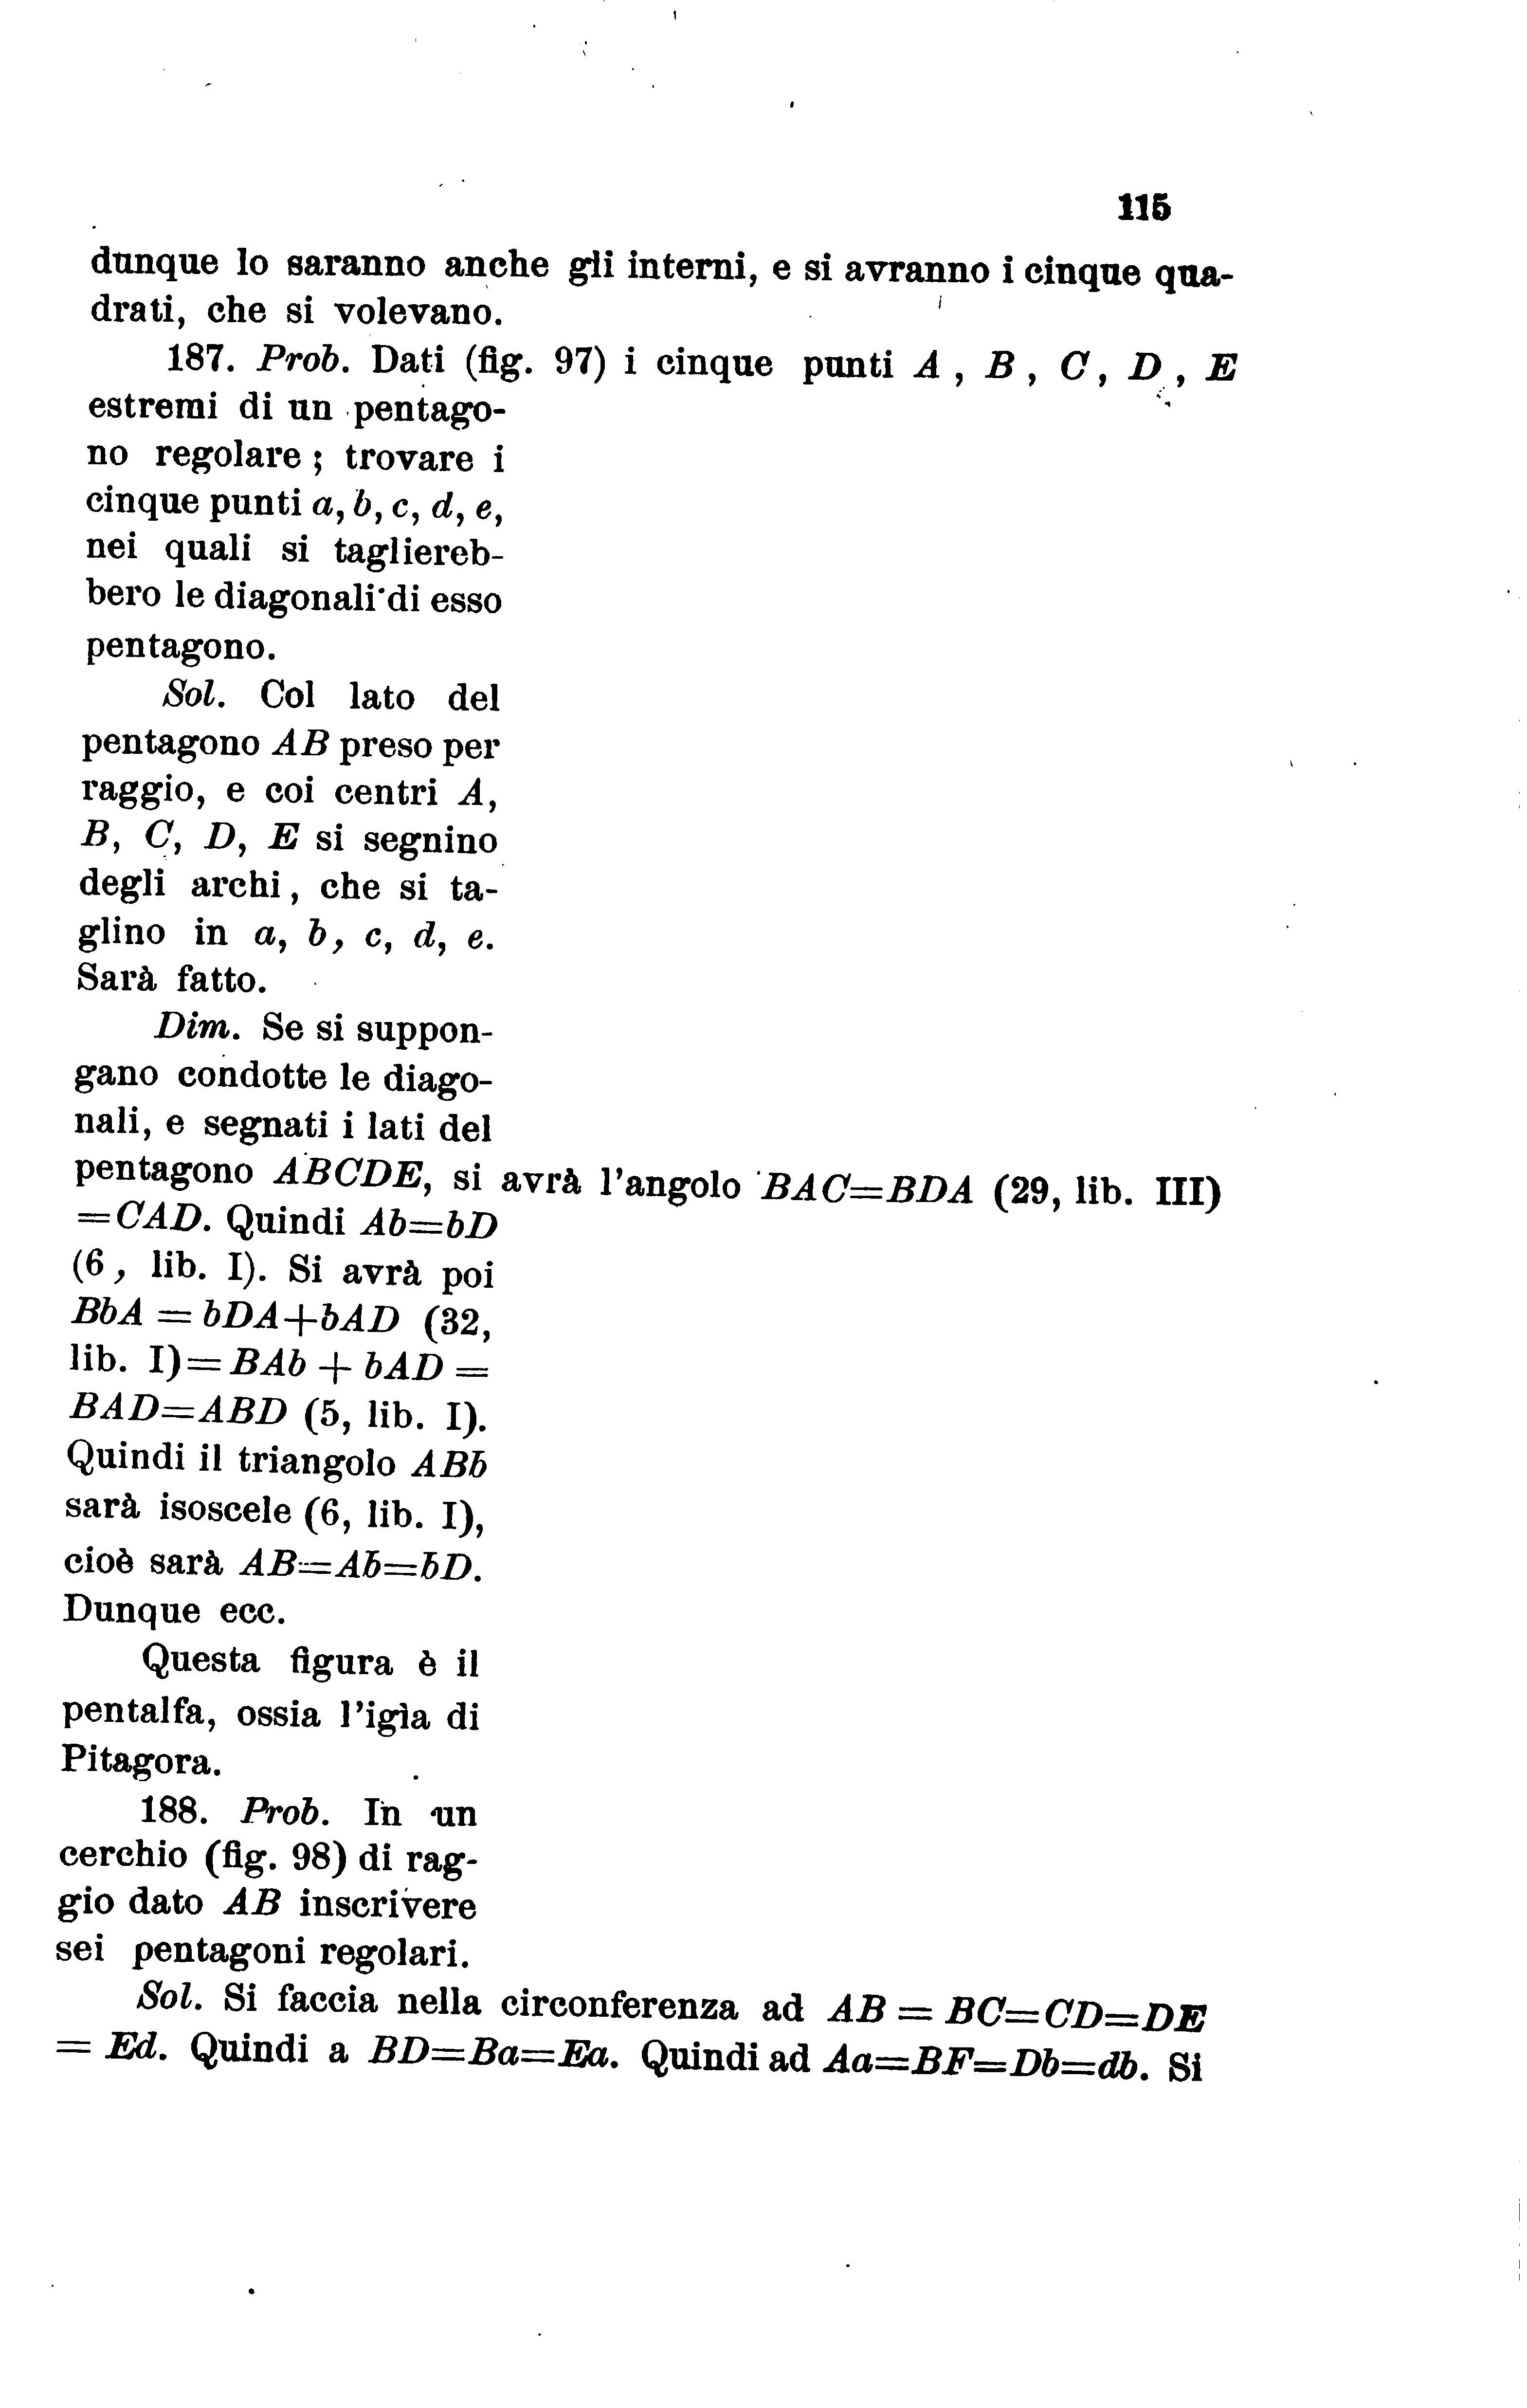 115
dunque lo saranno anche gli interni, e si avranno i cinque qua-
drati, che si volevano.
187. Prob. Dati (fig. 97) i cinque punti A, B, C, D, E
estremi di un pentago-
no regolare; trovare i
cinque punti a, b, c, d, e,
nei quali si tagliereb-
bero le diagonali di esso
pentagono.
Sol. Col lato del
pentagono AB preso per
raggio, e coi centri A,
B, C, D, E si segnino
degli archi, che si ta-
glino in a, b, c, d, e.
Sarà fatto.
Dim. Se si suppon-
gano condotte le diago-
nali, e segnati i lati del
pentagono ABCDE, si avrà l'angolo BAC=BDA (29, lib. III)
=CAD. Quindi Ab=bD
(6, lib. I). Si avrà poi
BbA = bDA+bAD (32,
lib. I)=BAb + bAD =
BAD=ABD (5, lib. I).
Quindi il triangolo ABb
sarà isoscele (6, lib. I),
cioè sarà AB=Ab=bD.
Dunque ecc.
Questa figura è il
pentalfa, ossia l'igìa di
Pitagora.
188. Prob. In un
cerchio (fig. 98) di rag-
gio dato AB inscrivere
sei pentagoni regolari.
Sol. Si faccia nella circonferenza ad AB = BC=CD=DE
= Ed. Quindi a BD=Ba=Ea. Quindi ad Aa=BF=Db=db. Si